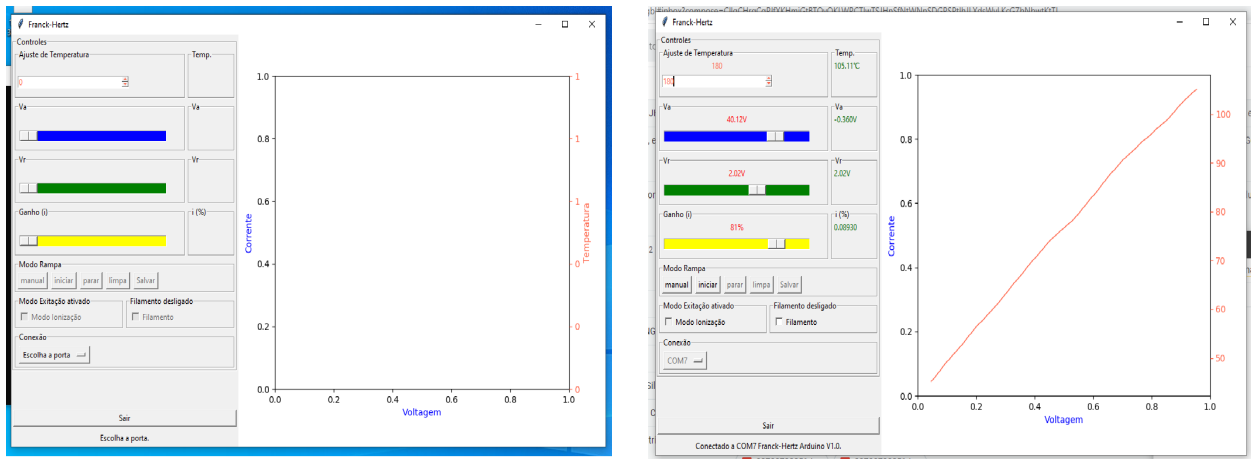 Franck-Hertz
Controles
Ajuste de Temperatura
Temp.
0
Va
Va
Vr
Vr
Ganho (i)
i (%)
Modo Rampa
manual iniciar parar limpa Salvar
Modo Exitação ativado
Filamento desligado
Modo Ionização
Filamento
Conexão
Escolha a porta
Sair
Escolha a porta.
1.0
0.8
0.6
0.4
0.2
0.0
Corrente
0.0 0.2 0.4 0.6 0.8 1.0
Voltagem
1
1
1
0
0
0
Temperatura
Franck-Hertz
Controles
Ajuste de Temperatura
Temp.
180
105.11°C
180
Va
Va
40.12V
-0.360V
Vr
Vr
2.02V
2.02V
Ganho (i)
i (%)
81%
0.08930
Modo Rampa
manual iniciar parar limpa Salvar
Modo Exitação ativado
Filamento desligado
Modo Ionização
Filamento
Conexão
COM7
Sair
Conectado a COM7 Franck-Hertz Arduino V1.0.
1.0
0.8
0.6
0.4
0.2
0.0
Corrente
0.0 0.2 0.4 0.6 0.8 1.0
Voltagem
100
90
80
70
60
50